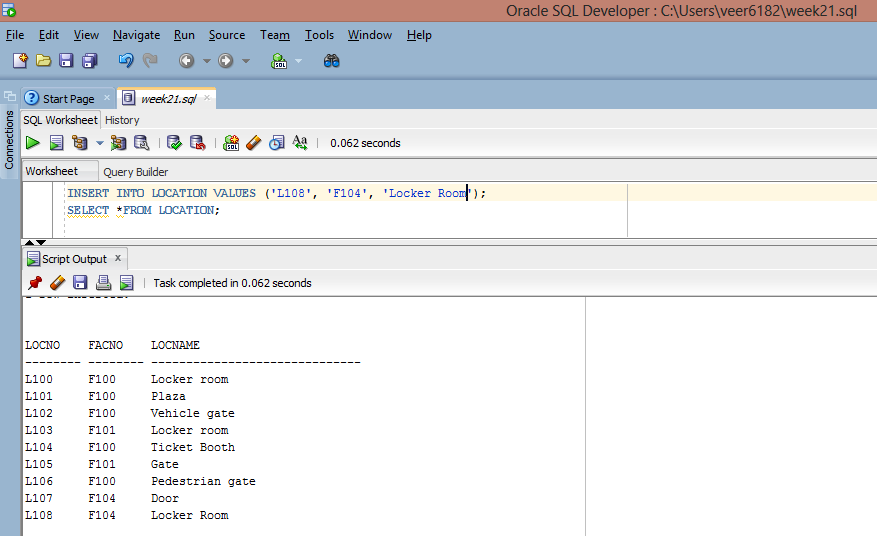 Oracle SQL Developer : C:\Users\veer6182\week21.sql
File Edit View Navigate Run Source Team Tools Window Help
Start Page week21.sql
Connections
SQL Worksheet History
0.062 seconds
Worksheet Query Builder
INSERT INTO LOCATION VALUES ('L108', 'F104', 'Locker Room');
SELECT *FROM LOCATION;
Script Output x
Task completed in 0.062 seconds
LOCNO FACNO LOCNAME
-------- -------- ------------------------------
L100 F100 Locker room
L101 F100 Plaza
L102 F100 Vehicle gate
L103 F101 Locker room
L104 F100 Ticket Booth
L105 F101 Gate
L106 F100 Pedestrian gate
L107 F104 Door
L108 F104 Locker Room